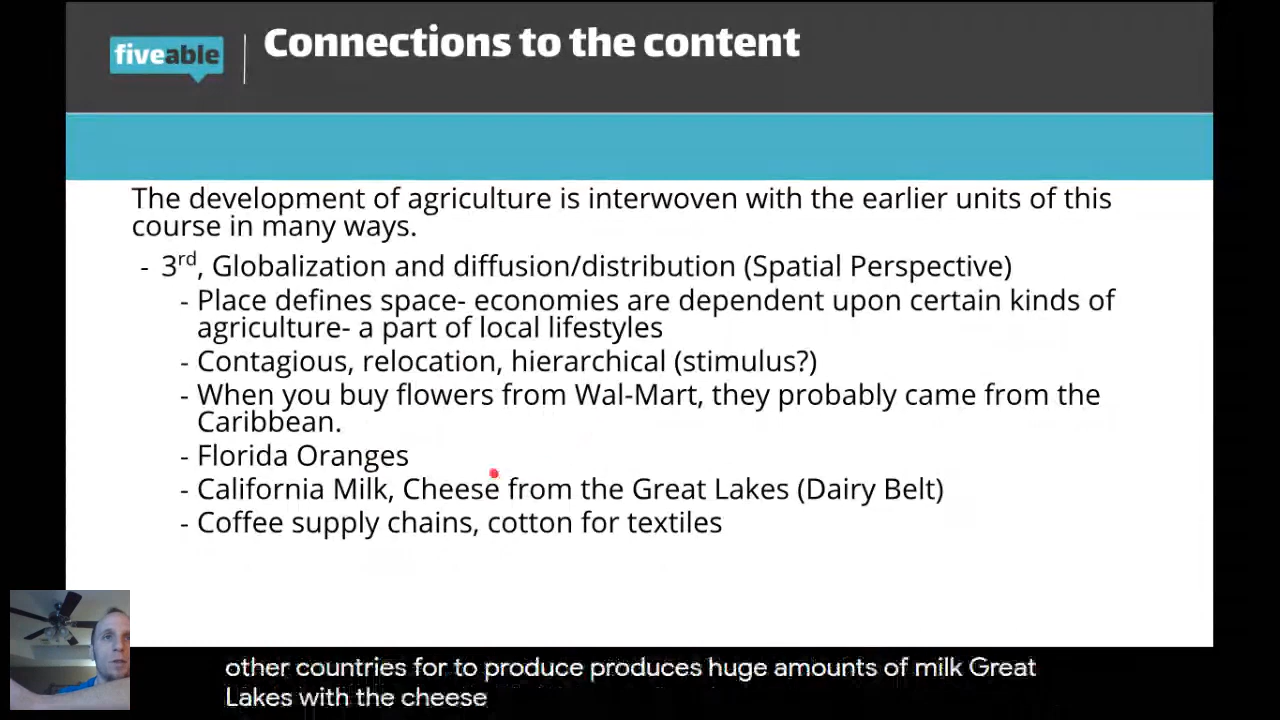 fiveable
Connections to the content
The development of agriculture is interwoven with the earlier units of this
course in many ways.
- 3rd, Globalization and diffusion/distribution (Spatial Perspective)
- Place defines space- economies are dependent upon certain kinds of
agriculture- a part of local lifestyles
- Contagious, relocation, hierarchical (stimulus?)
- When you buy flowers from Wal-Mart, they probably came from the
Caribbean.
- Florida Oranges
- California Milk, Cheese from the Great Lakes (Dairy Belt)
- Coffee supply chains, cotton for textiles
other countries for to produce produces huge amounts of milk Great
Lakes with the cheese